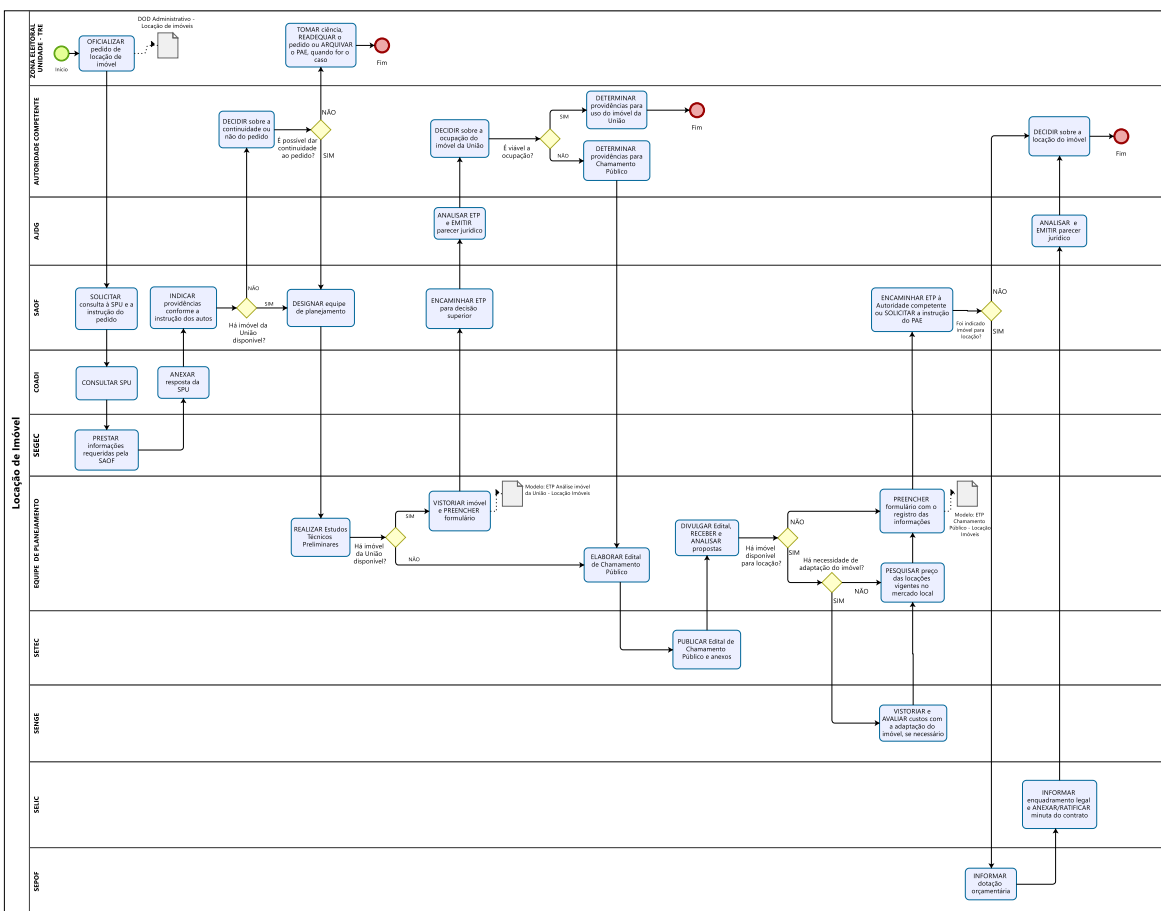 Locação de Imóvel
ZONA ELEITORAL
UNIDADE - TRE
Início
OFICIALIZAR
pedido de
locação de
imóvel
DOD Administrativo –
Locação de imóveis
TOMAR ciência,
READEQUAR o
pedido ou ARQUIVAR
o PAE, quando for o
caso
Fim
AUTORIDADE COMPETENTE
DECIDIR sobre a
continuidade ou
não do pedido
É possível dar
continuidade
ao pedido?
NÃO
SIM
DECIDIR sobre a
ocupação do
imóvel da União
É viável a
ocupação?
SIM
NÃO
DETERMINAR
providências para
uso do imóvel da
União
Fim
DETERMINAR
providências para
Chamamento
Público
DECIDIR sobre a
locação do imóvel
Fim
AJDG
ANALISAR ETP
e EMITIR
parecer jurídico
ANALISAR e
EMITIR parecer
jurídico
SAOF
SOLICITAR
consulta à SPU e a
instrução do
pedido
INDICAR
providências
conforme a
instrução dos autos
NÃO
SIM
Há imóvel da
União
disponível?
DESIGNAR equipe
de planejamento
ENCAMINHAR ETP
para decisão
superior
ENCAMINHAR ETP à
Autoridade competente
ou SOLICITAR a instrução
do PAE
Foi indicado
imóvel para
locação?
NÃO
SIM
COADI
CONSULTAR SPU
ANEXAR
resposta da
SPU
SEGEC
PRESTAR
informações
requeridas pela
SAOF
EQUIPE DE PLANEJAMENTO
REALIZAR Estudos
Técnicos
Preliminares
Há imóvel
da União
disponível?
SIM
NÃO
VISTORIAR imóvel
e PREENCHER
formulário
Modelo: ETP Análise imóvel
da União - Locação Imóveis
ELABORAR Edital
de Chamamento
Público
DIVULGAR Edital,
RECEBER e
ANALISAR
propostas
Há imóvel
disponível
para locação?
NÃO
SIM
Há necessidade de
adaptação do imóvel?
NÃO
SIM
PREENCHER
formulário com o
registro das
informações
Modelo: ETP
Chamamento
Público - Locação
Imóveis
PESQUISAR preço
das locações
vigentes no
mercado local
SETEC
PUBLICAR Edital de
Chamamento
Público e anexos
SENGE
VISTORIAR e
AVALIAR custos com
a adaptação do
imóvel, se necessário
SELIC
INFORMAR
enquadramento legal
e ANEXAR/RATIFICAR
minuta do contrato
SEPOF
INFORMAR
dotação
orçamentária